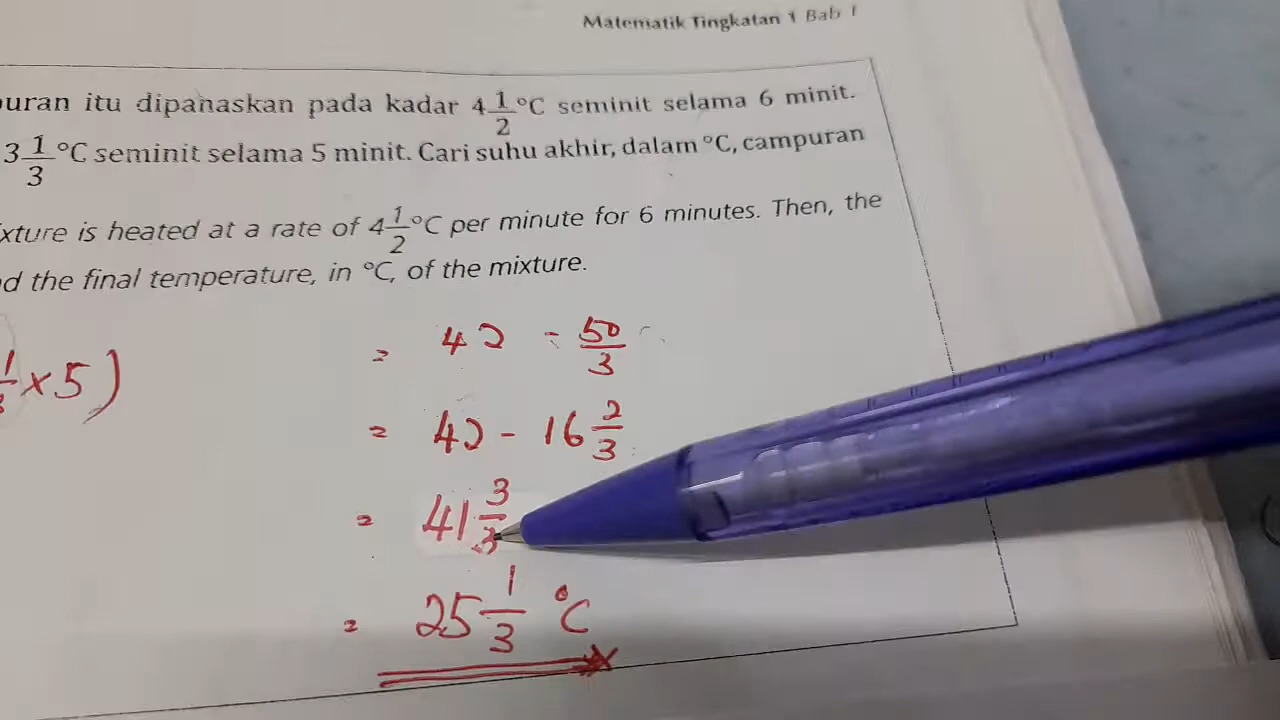 Matematik Tingkatan 1 Bab 1
puran itu dipanaskan pada kadar 4 1/2 °C seminit selama 6 minit.
3 1/3 °C seminit selama 5 minit. Cari suhu akhir, dalam °C, campuran
xture is heated at a rate of 4 1/2 °C per minute for 6 minutes. Then, the
d the final temperature, in °C, of the mixture.
= 42 - 50/3
1/3 × 5)
= 42 - 16 2/3
= 41 3/3
= 25 1/3 °C